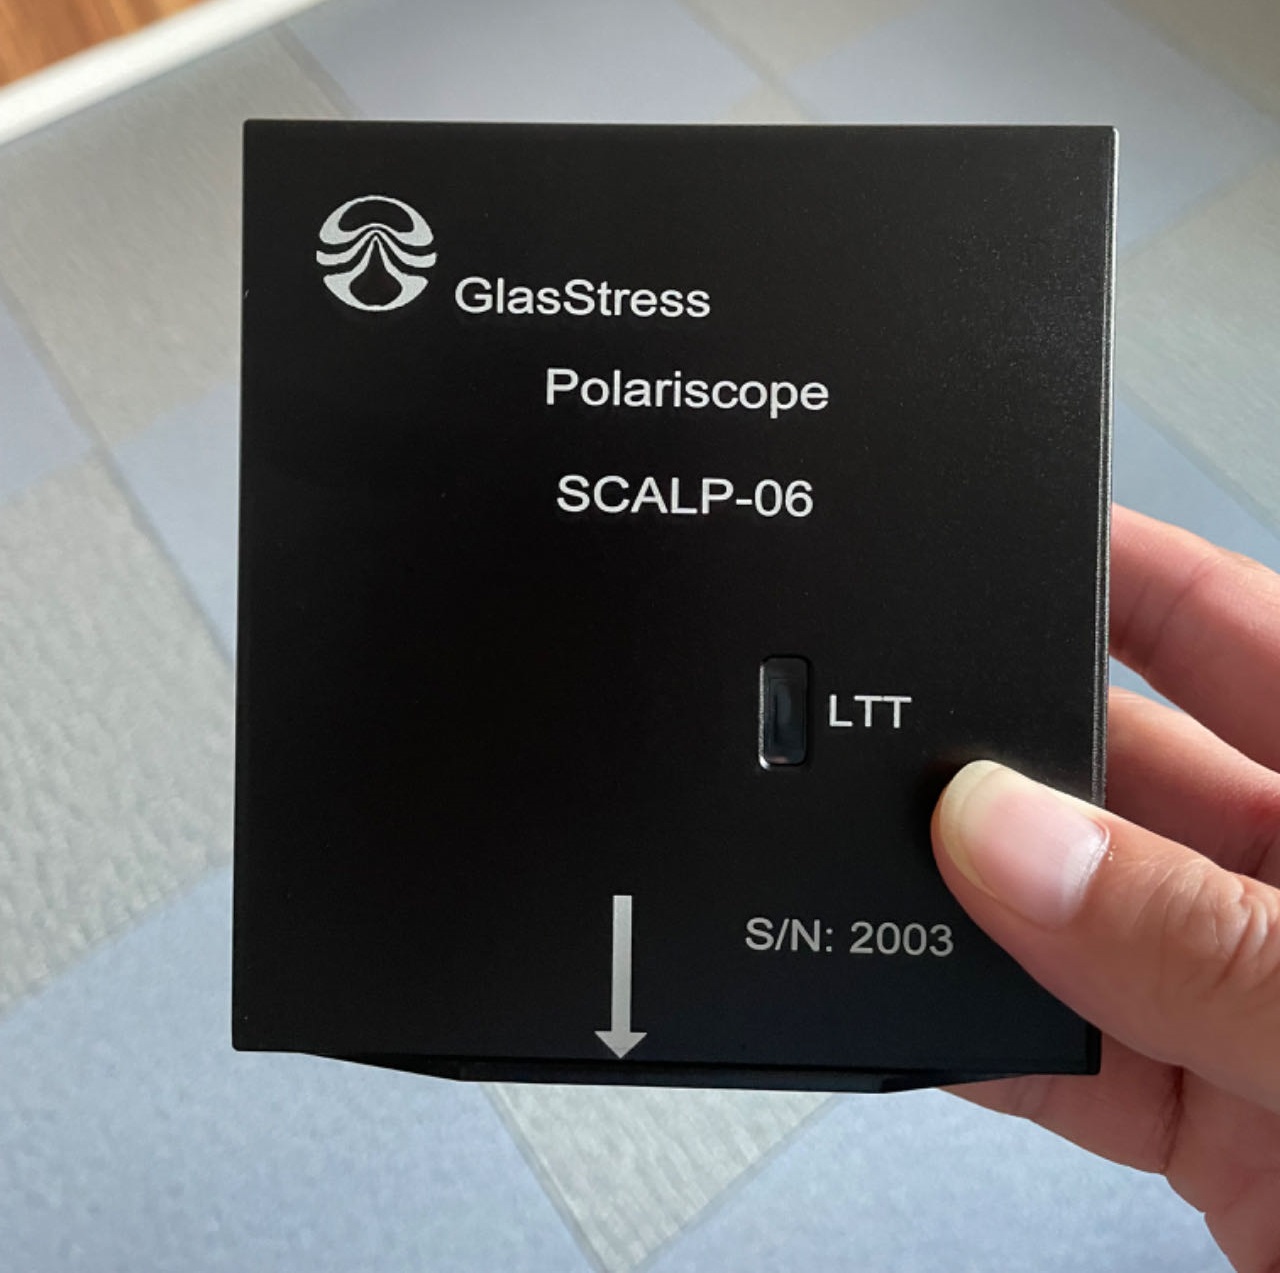 GlasStress
Polariscope
SCALP-06
LTT
S/N: 2003